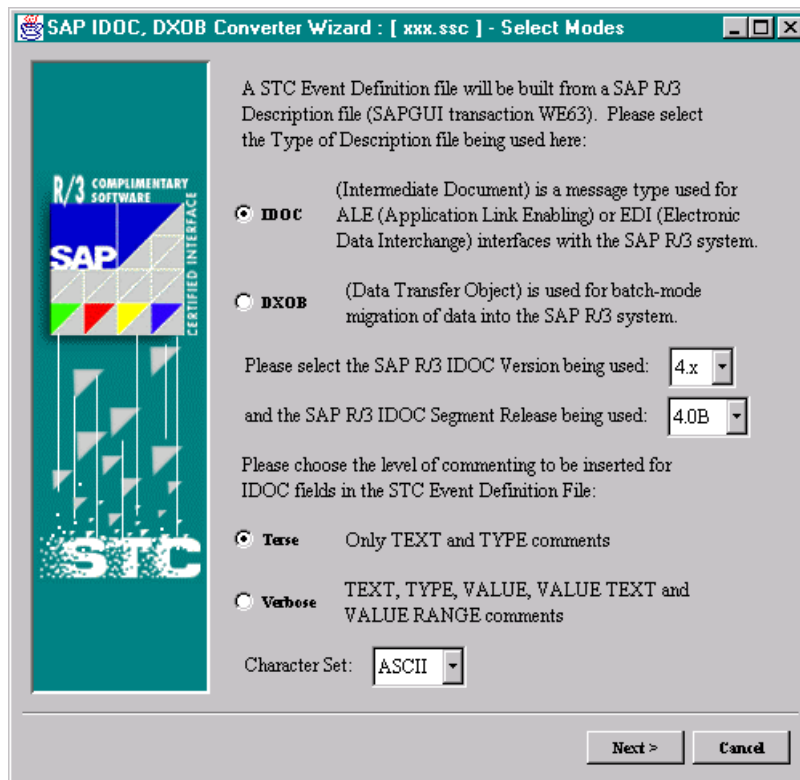 SAP IDOC, DXOB Converter Wizard : [ xxx.ssc ] - Select Modes
R/3 COMPLIMENTARY SOFTWARE
SAP
CERTIFIED INTERFACE
STC
A STC Event Definition file will be built from a SAP R/3
Description file (SAPGUI transaction WE63). Please select
the Type of Description file being used here:
IDOC
(Intermediate Document) is a message type used for
ALE (Application Link Enabling) or EDI (Electronic
Data Interchange) interfaces with the SAP R/3 system.
DXOB
(Data Transfer Object) is used for batch-mode
migration of data into the SAP R/3 system.
Please select the SAP R/3 IDOC Version being used: 4.x
and the SAP R/3 IDOC Segment Release being used: 4.0B
Please choose the level of commenting to be inserted for
IDOC fields in the STC Event Definition File:
Terse Only TEXT and TYPE comments
Verbose
TEXT, TYPE, VALUE, VALUE TEXT and
VALUE RANGE comments
Character Set: ASCII
Next > Cancel